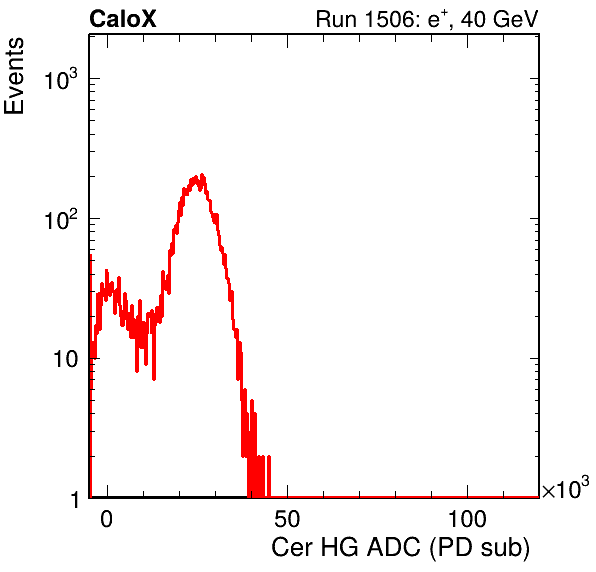 CaloX Run 1506: e⁺, 40 GeV
Events
10³
10²
10
1
0 50 100 ×10³
Cer HG ADC (PD sub)